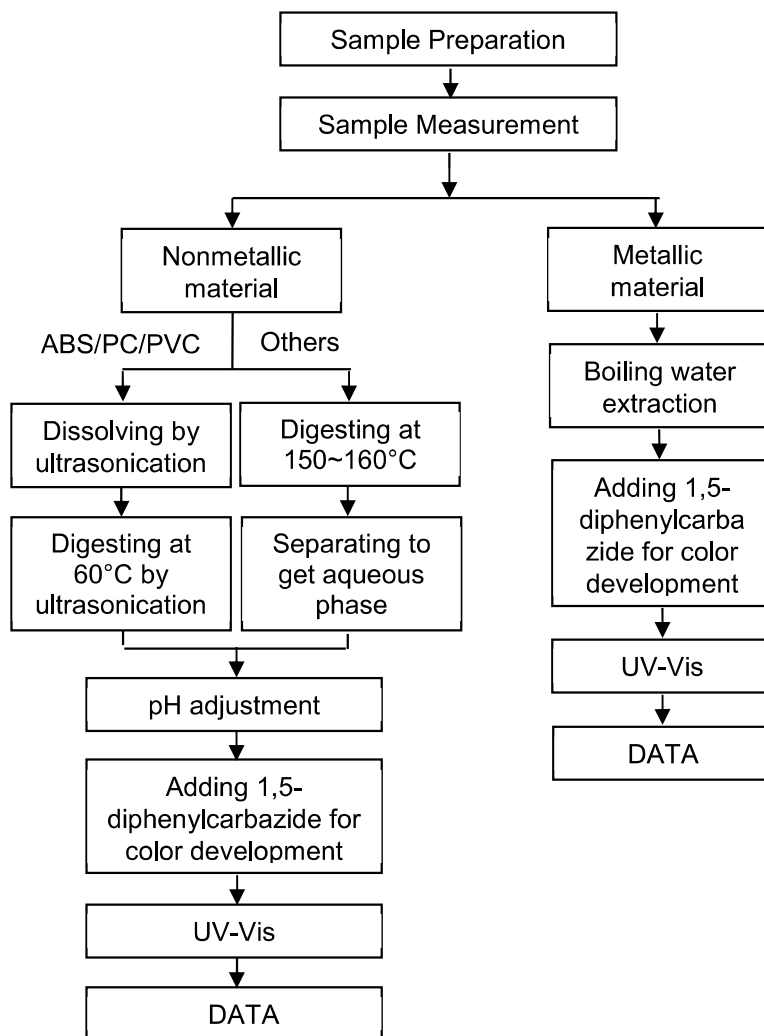 Sample Preparation
Sample Measurement
Nonmetallic
material
ABS/PC/PVC
Others
Dissolving by
ultrasonication
Digesting at
150~160°C
Digesting at
60°C by
ultrasonication
Separating to
get aqueous
phase
pH adjustment
Adding 1,5-
diphenylcarbazide for
color development
UV-Vis
DATA
Metallic
material
Boiling water
extraction
Adding 1,5-
diphenylcarba
zide for color
development
UV-Vis
DATA